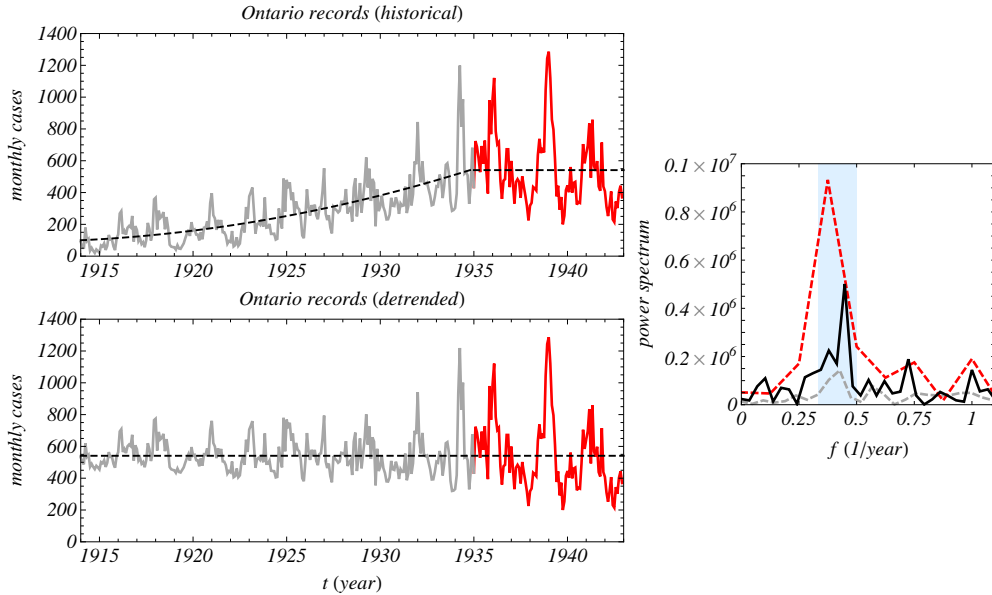 Ontario records (historical)
monthly cases
1400
1200
1000
800
600
400
200
0
1915 1920 1925 1930 1935 1940
Ontario records (detrended)
monthly cases
1400
1200
1000
800
600
400
200
0
1915 1920 1925 1930 1935 1940
t (year)
power spectrum
0.1 × 10⁷
0.8 × 10⁶
0.6 × 10⁶
0.4 × 10⁶
0.2 × 10⁶
0
0 0.25 0.5 0.75 1
f (1/year)